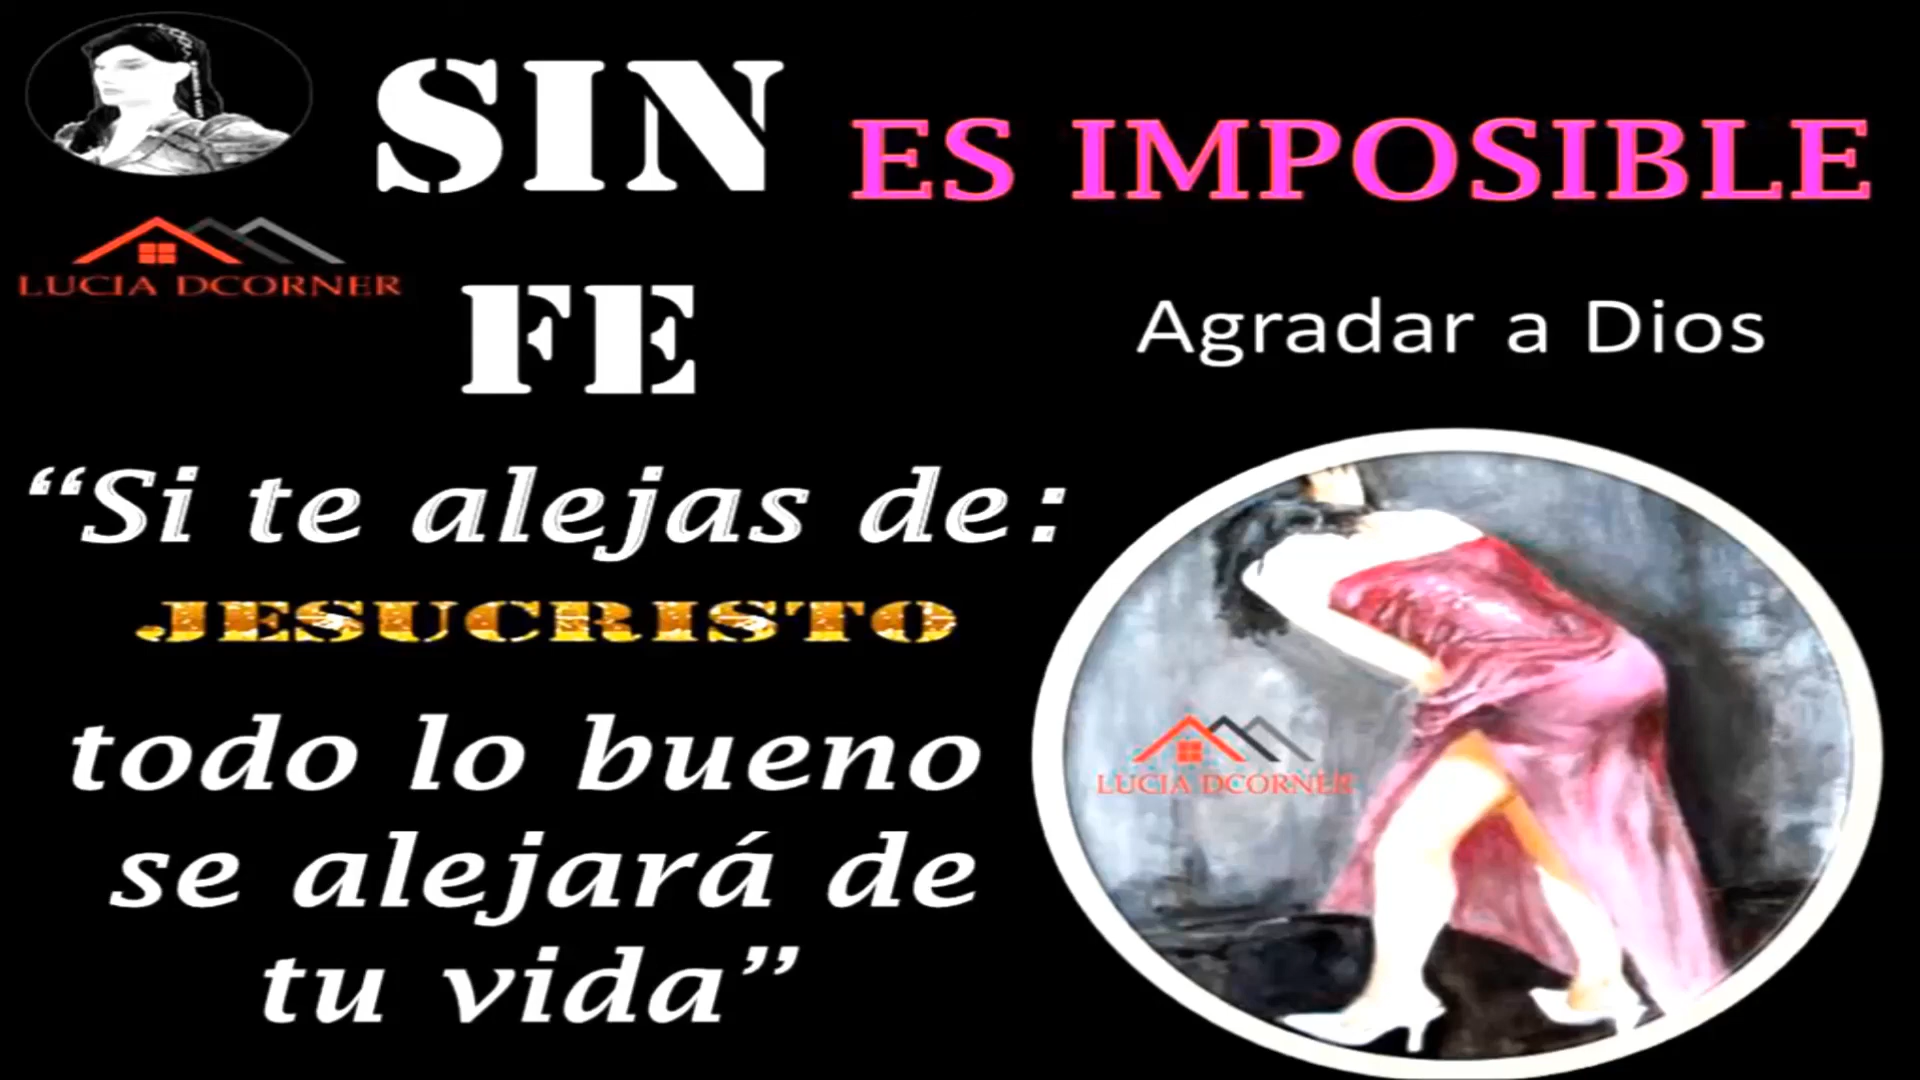 SIN
FE
ES IMPOSIBLE
Agradar a Dios
LUCIA DCORNER
“Si te alejas de:
JESUCRISTO
todo lo bueno
se alejará de
tu vida”
LUCIA DCORNER